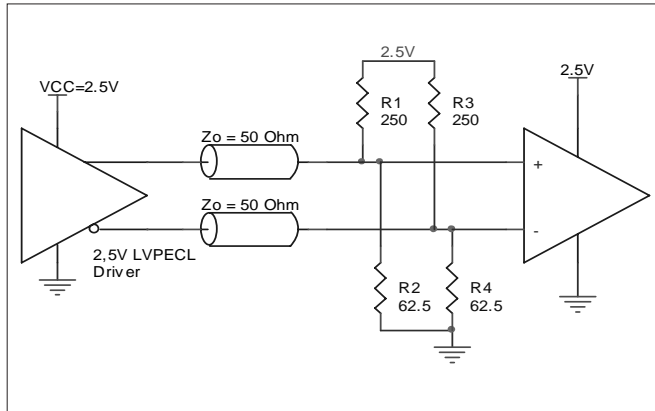 2.5V
VCC=2.5V
2.5V
R1
250
R3
250
Zo = 50 Ohm
+
Zo = 50 Ohm
-
2,5V LVPECL
Driver
R2
62.5
R4
62.5